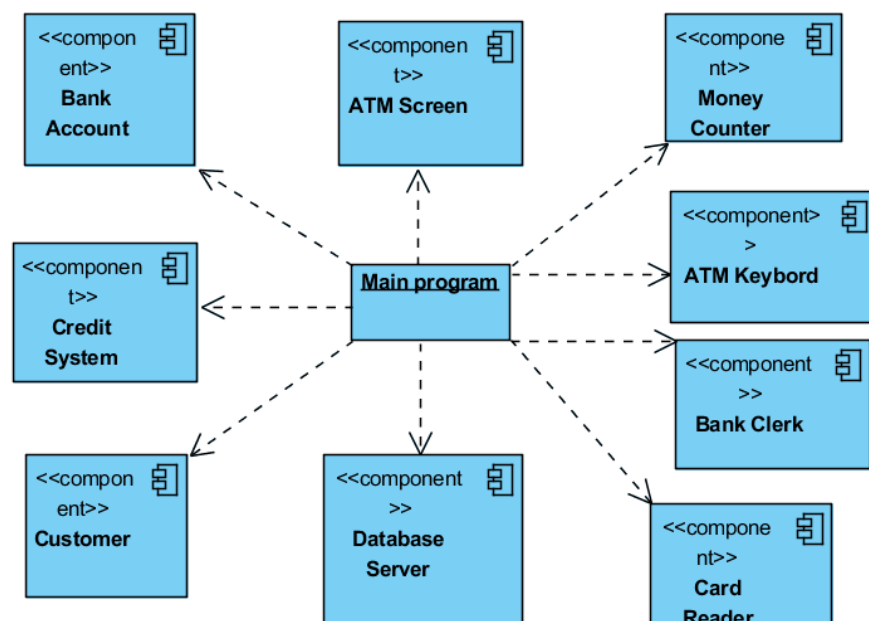 <<compon
ent>>
Bank
Account
<<componen
t>>
ATM Screen
<<compone
nt>>
Money
Counter
<<component>
>
ATM Keybord
<<componen
t>>
Credit
System
Main program
<<component
>>
Bank Clerk
<<compon
ent>>
Customer
<<component
>>
Database
Server
<<compone
nt>>
Card
Reader